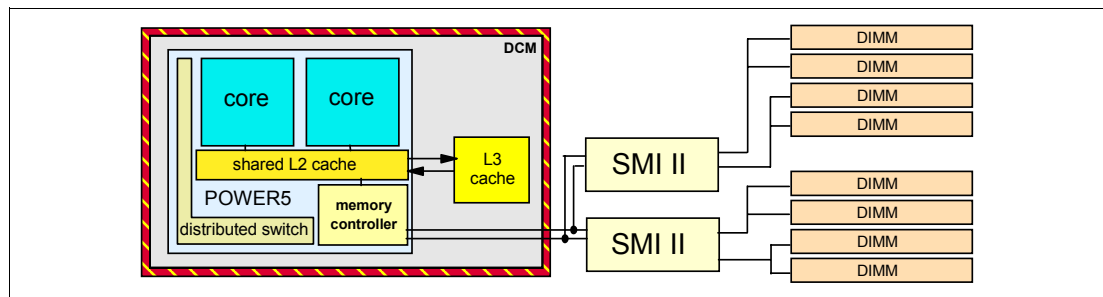 DCM
core
core
shared L2 cache
L3
cache
POWER5
memory
controller
distributed switch
SMI II
SMI II
DIMM
DIMM
DIMM
DIMM
DIMM
DIMM
DIMM
DIMM